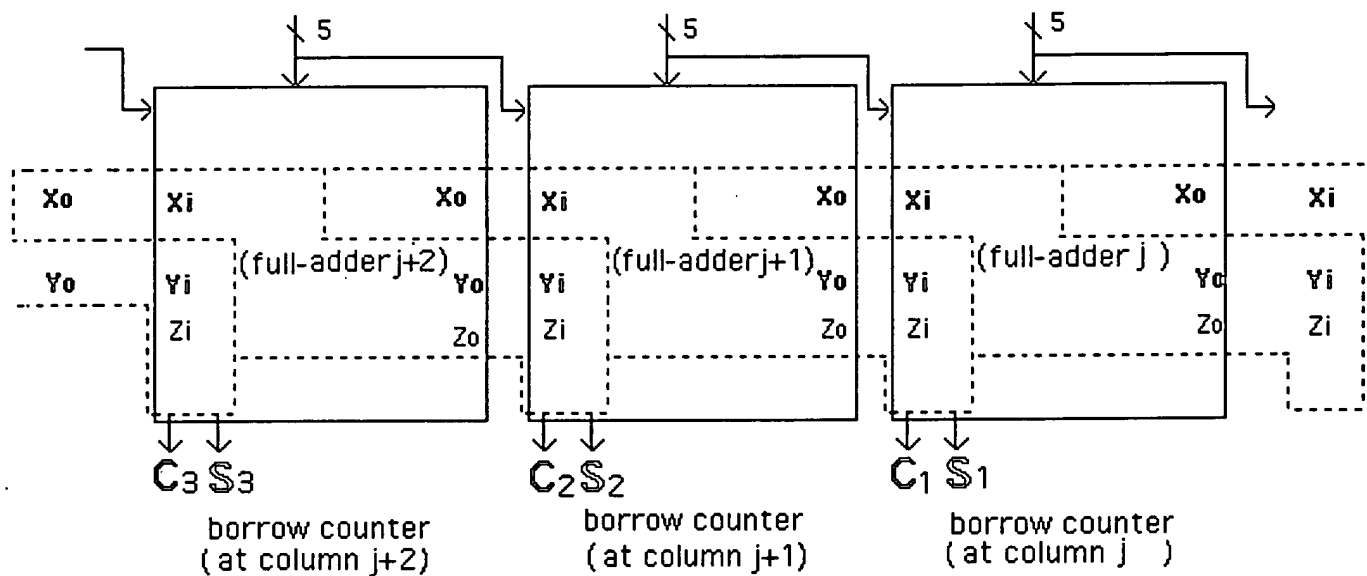 5 5 5
Xo Xi Xo Xi Xo Xi Xo Xi
(full-adder j+2) (full-adder j+1) (full-adder j )
Yo Yi Yo Yi Yo Yi Yo Yi
Zi Zo Zi Zo Zi Zo Zi
C3 S3 C2 S2 C1 S1
borrow counter borrow counter borrow counter
(at column j+2) (at column j+1) (at column j )